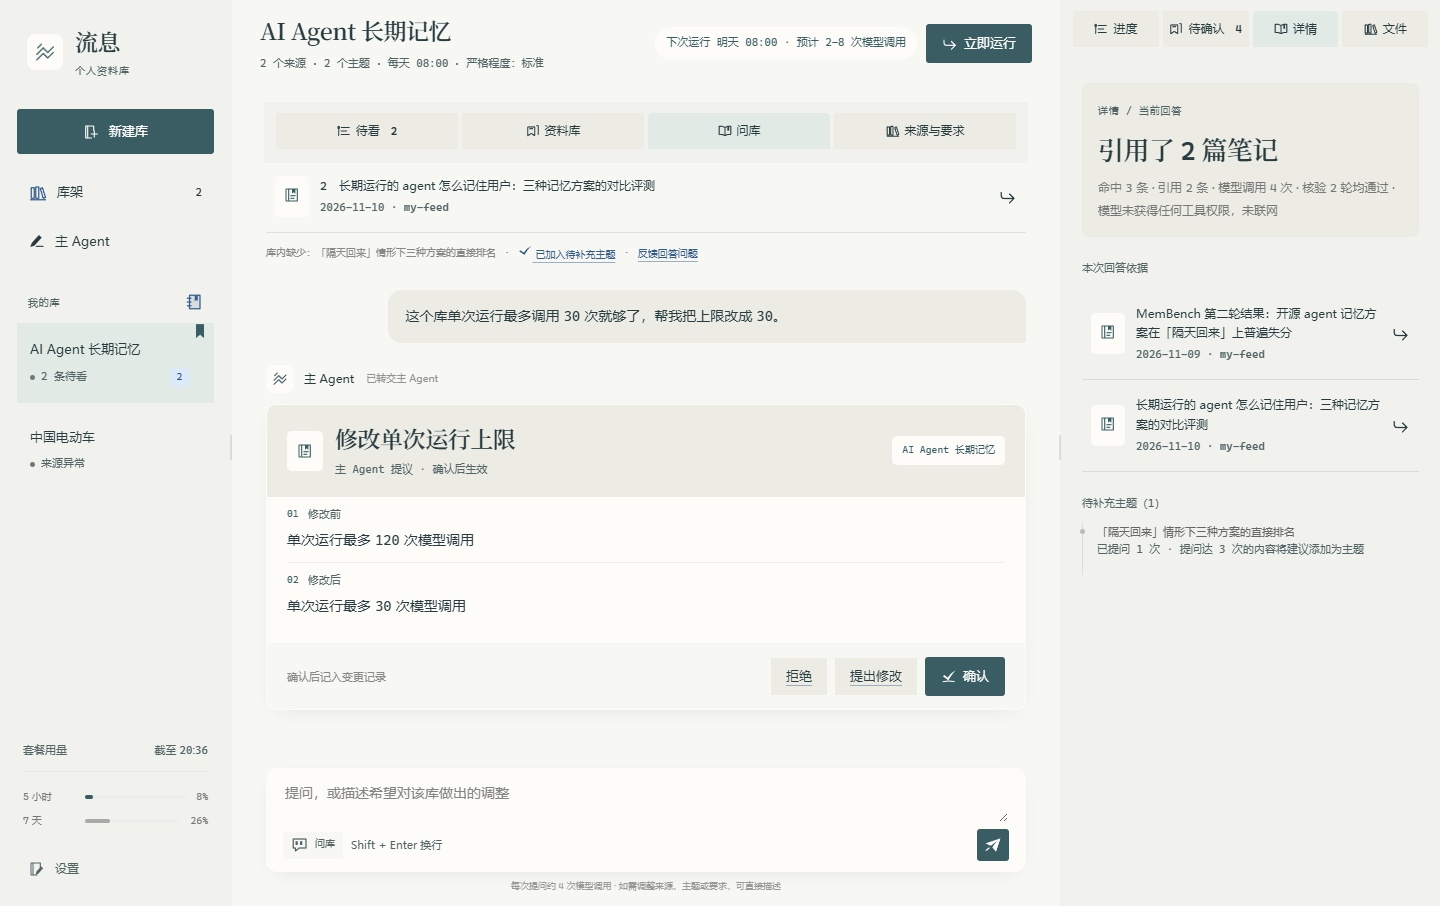 流息
个人资料库
新建库
库架 2
主 Agent
我的库
AI Agent 长期记忆
2 条待看 2
中国电动车
来源异常
套餐用量 截至 20:36
5 小时 8%
7 天 26%
设置
AI Agent 长期记忆
2 个来源 · 2 个主题 · 每天 08:00 · 严格程度：标准
下次运行 明天 08:00 · 预计 2–8 次模型调用
立即运行
待看 2
资料库
问库
来源与要求
2 长期运行的 agent 怎么记住用户：三种记忆方案的对比评测
2026-11-10 · my-feed
库内缺少：「隔天回来」情形下三种方案的直接排名 · 已加入待补充主题 · 反馈回答问题
这个库单次运行最多调用 30 次就够了，帮我把上限改成 30。
主 Agent 已转交主 Agent
修改单次运行上限
主 Agent 提议 · 确认后生效
AI Agent 长期记忆
01 修改前
单次运行最多 120 次模型调用
02 修改后
单次运行最多 30 次模型调用
确认后记入变更记录
拒绝
提出修改
确认
提问，或描述希望对该库做出的调整
问库 Shift + Enter 换行
每次提问约 4 次模型调用 · 如需调整来源、主题或要求，可直接描述
进度
待确认 4
详情
文件
详情 / 当前回答
引用了 2 篇笔记
命中 3 条 · 引用 2 条 · 模型调用 4 次 · 核验 2 轮均通过 ·
模型未获得任何工具权限，未联网
本次回答依据
MemBench 第二轮结果：开源 agent 记忆方
案在「隔天回来」上普遍失分
2026-11-09 · my-feed
长期运行的 agent 怎么记住用户：三种记忆方
案的对比评测
2026-11-10 · my-feed
待补充主题 (1)
「隔天回来」情形下三种方案的直接排名
已提问 1 次 · 提问达 3 次的内容将建议添加为主题